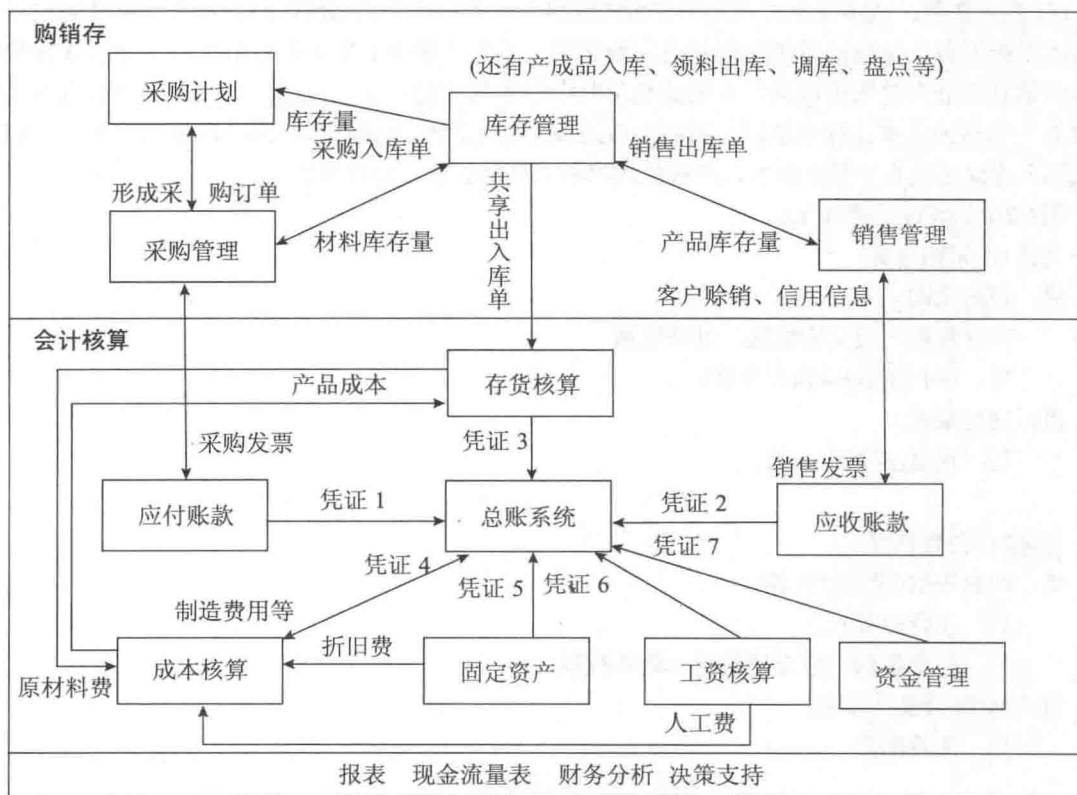 购销存
(还有产成品入库、领料出库、调库、盘点等)
采购计划
库存量
库存管理
采购入库单
销售出库单
形成采 购订单
共享出入库单
采购管理
材料库存量
产品库存量
销售管理
客户赊销、信用信息
会计核算
产品成本
存货核算
采购发票
凭证 3
销售发票
应付账款
凭证 1
总账系统
凭证 2
应收账款
凭证 4
凭证 5
凭证 6
凭证 7
制造费用等
成本核算
折旧费
固定资产
工资核算
资金管理
原材料费
人工费
报表 现金流量表 财务分析 决策支持